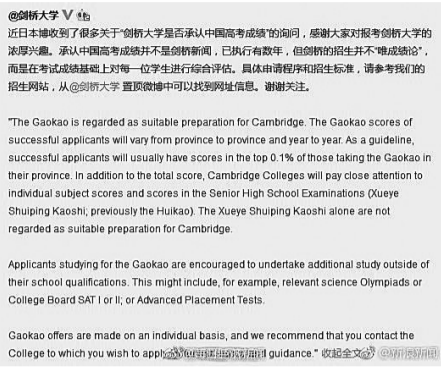 @剑桥大学
近日本博收到了很多关于“剑桥大学是否承认中国高考成绩”的询问，感谢大家对报考剑桥大学的
浓厚兴趣。承认中国高考成绩并不是剑桥新闻，已执行有数年，但剑桥的招生并不“唯成绩论”，
而是在考试成绩基础上对每一位学生进行综合评估。具体申请程序和招生标准，请参考我们的
招生网站，从@剑桥大学 置顶微博中可以找到网址信息。谢谢关注。
"The Gaokao is regarded as suitable preparation for Cambridge. The Gaokao scores of
successful applicants will vary from province to province and year to year. As a guideline,
successful applicants will usually have scores in the top 0.1% of those taking the Gaokao in
their province. In addition to the total score, Cambridge Colleges will pay close attention to
individual subject scores and scores in the Senior High School Examinations (Xueye
Shuiping Kaoshi; previously the Huikao). The Xueye Shuiping Kaoshi alone are not
regarded as suitable preparation for Cambridge.
Applicants studying for the Gaokao are encouraged to undertake additional study outside of
their school qualifications. This might include, for example, relevant science Olympiads or
College Board SAT I or II; or Advanced Placement Tests.
Gaokao offers are made on an individual basis, and we recommend that you contact the
College to which you wish to apply guidance." 收起全文
@新浪新闻